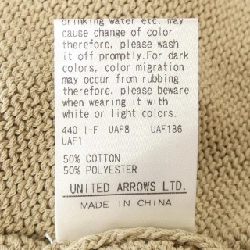 drinking water etc. may
cause change of color
therefore, please wash
it off promptly.For dark
colors, color migration
may occur from rubbing
therefore, please beware
when wearing it with
white or light colors.
440 I-F UAF8 UAF136
UAF1
50% COTTON
50% POLYESTER
UNITED ARROWS LTD.
MADE IN CHINA